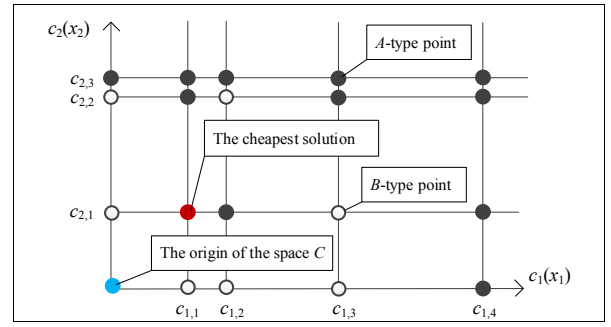 c₂(x₂)
A-type point
c₂,₃
c₂,₂
The cheapest solution
B-type point
c₂,₁
The origin of the space C
c₁(x₁)
c₁,₁
c₁,₂
c₁,₃
c₁,₄